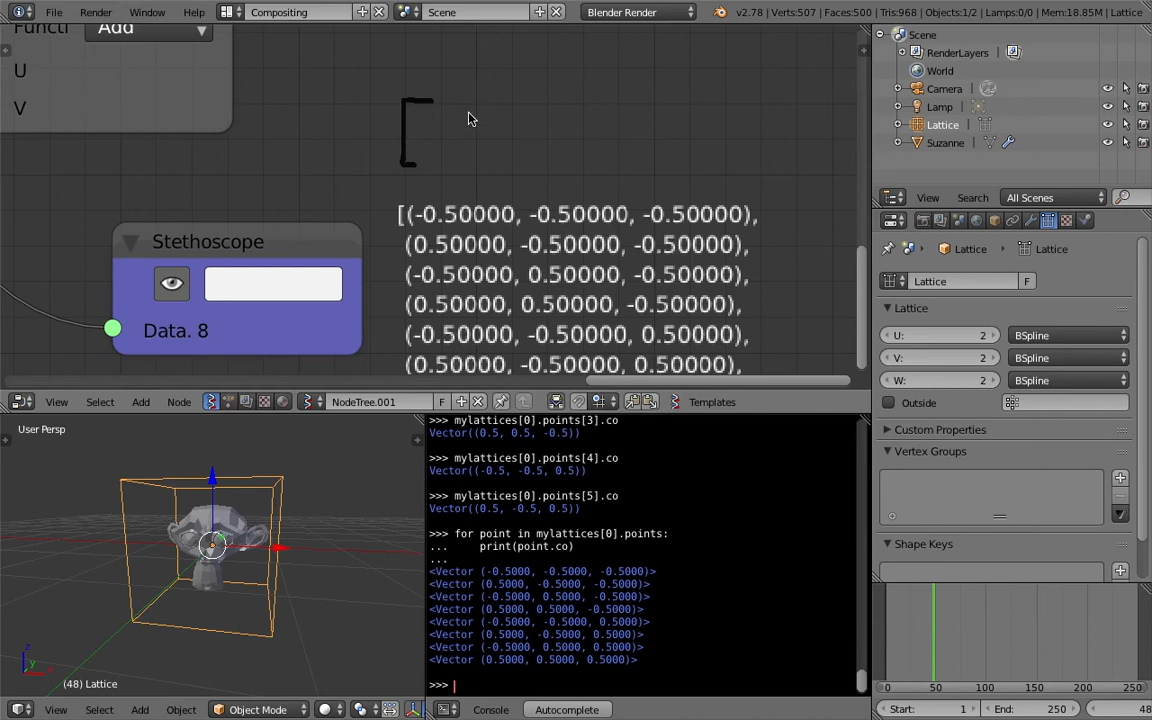 File Render Window Help Compositing Scene Blender Render v2.78 | Verts:507 | Faces:500 | Tris:968 | Objects:1/2 | Lamps:0/0 | Mem:18.85M | Lattice
Functi Add
U
V
[
Stethoscope
Data. 8
[(-0.50000, -0.50000, -0.50000),
(0.50000, -0.50000, -0.50000),
(-0.50000, 0.50000, -0.50000),
(0.50000, 0.50000, -0.50000),
(-0.50000, -0.50000, 0.50000),
(0.50000, -0.50000, 0.50000),
View Select Add Node NodeTree.001 F Templates
User Persp
z
y
x
(48) Lattice
View Select Add Object Object Mode
>>> mylattices[0].points[3].co
Vector((0.5, 0.5, -0.5))
>>> mylattices[0].points[4].co
Vector((-0.5, -0.5, 0.5))
>>> mylattices[0].points[5].co
Vector((0.5, -0.5, 0.5))
>>> for point in mylattices[0].points:
...     print(point.co)
...
<Vector (-0.5000, -0.5000, -0.5000)>
<Vector (0.5000, -0.5000, -0.5000)>
<Vector (-0.5000, 0.5000, -0.5000)>
<Vector (0.5000, 0.5000, -0.5000)>
<Vector (-0.5000, -0.5000, 0.5000)>
<Vector (0.5000, -0.5000, 0.5000)>
<Vector (-0.5000, 0.5000, 0.5000)>
<Vector (0.5000, 0.5000, 0.5000)>
>>>
Console Autocomplete
Scene
RenderLayers
World
Camera
Lamp
Lattice
Suzanne
View Search All Scenes
Lattice Lattice
Lattice F
Lattice
U: 2 BSpline
V: 2 BSpline
W: 2 BSpline
Outside
Custom Properties
Vertex Groups
Shape Keys
0 50 100 150 200 250
Start: 1 End: 250 48